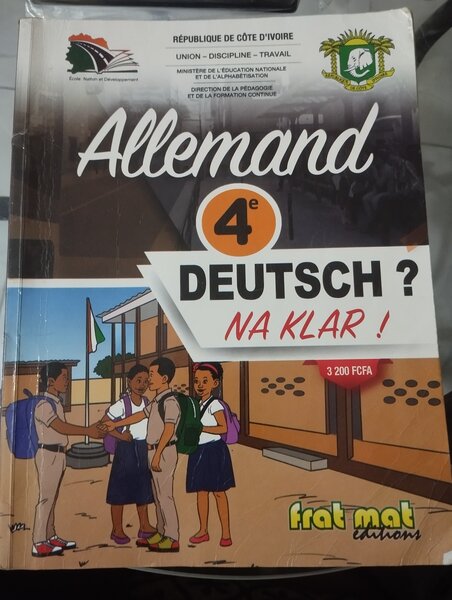 RÉPUBLIQUE DE CÔTE D'IVOIRE
UNION – DISCIPLINE – TRAVAIL
MINISTÈRE DE L'ÉDUCATION NATIONALE
ET DE L'ALPHABÉTISATION
DIRECTION DE LA PÉDAGOGIE
ET DE LA FORMATION CONTINUE
École, Nation et Développement
Allemand
4e
DEUTSCH ?
NA KLAR !
3 200 FCFA
frat mat
éditions